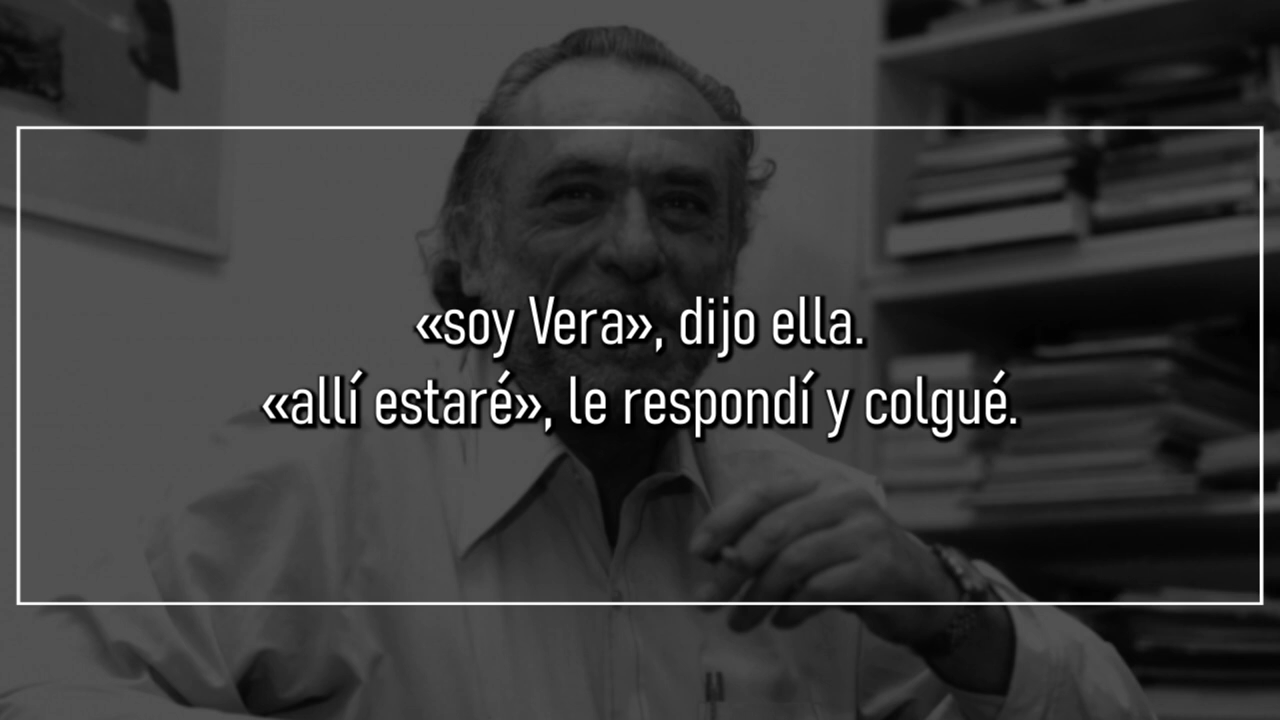 «soy Vera», dijo ella.
«allí estaré», le respondí y colgué.